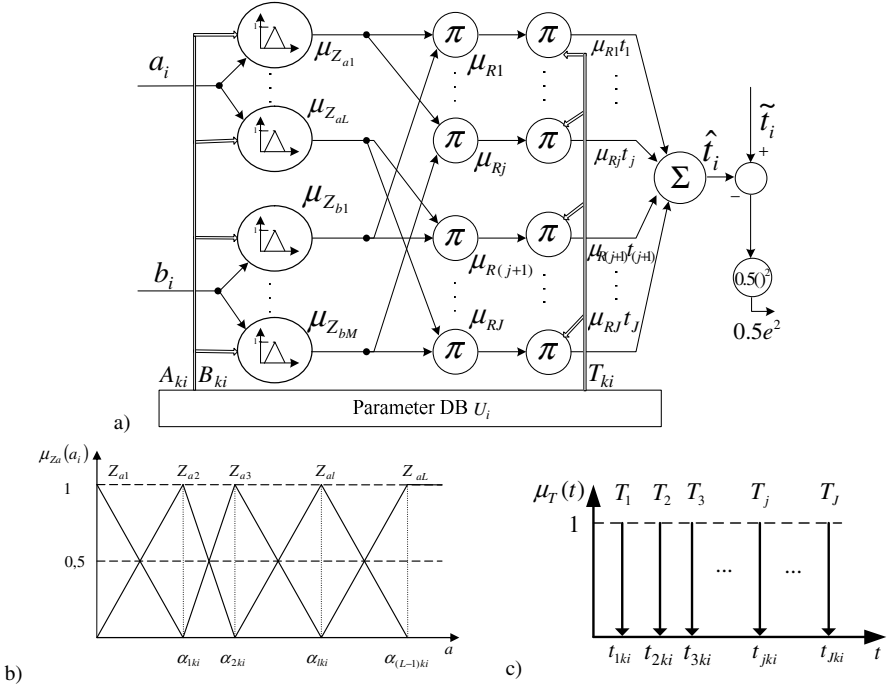 μ_{Z_{a1}} π μ_{R1} π μ_{R1}t_1
a_i
μ_{Z_{aL}} π μ_{Rj} π μ_{Rj}t_j Σ \hat{t}_i \tilde{t}_i + −
μ_{Z_{b1}} π μ_{R(j+1)} π μ_{R(j+1)}t_{(j+1)} 0.5()^2
b_i
0.5e^2
μ_{Z_{bM}} π μ_{RJ} π μ_{RJ}t_J
A_{ki} B_{ki} T_{ki}
Parameter DB U_i
a)
μ_{Za}(a_i) Z_{a1} Z_{a2} Z_{a3} Z_{al} Z_{aL}
1
0,5
α_{1ki} α_{2ki} α_{lki} α_{(L−1)ki} a
b)
μ_T(t) T_1 T_2 T_3 T_j T_J
1
... ...
t_{1ki} t_{2ki} t_{3ki} t_{jki} t_{Jki} t
c)